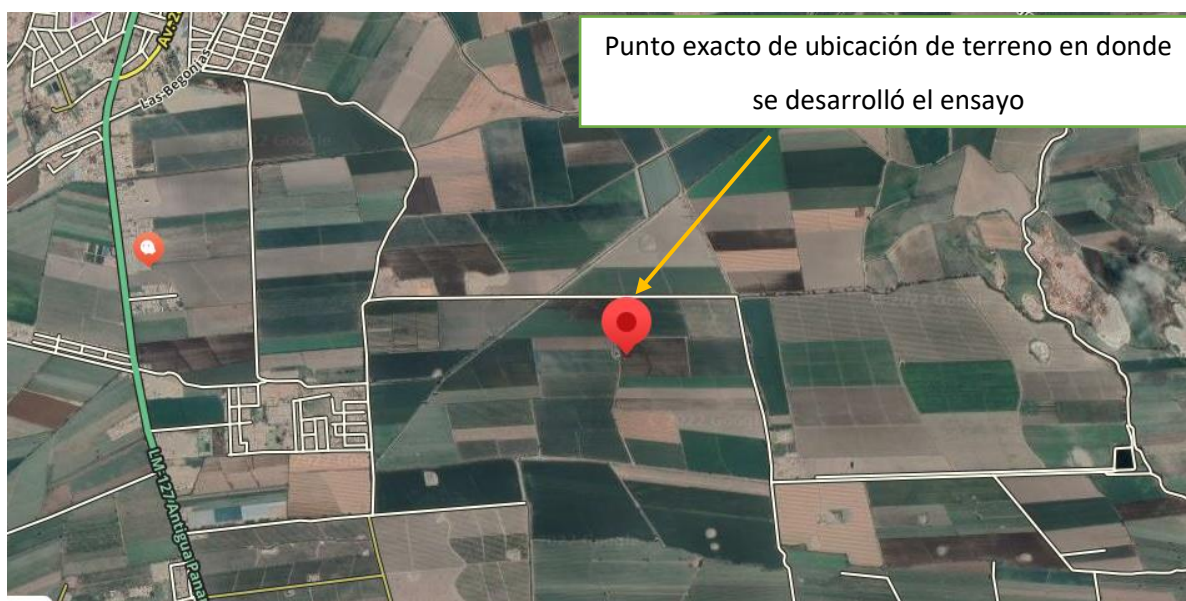 Punto exacto de ubicación de terreno en donde
se desarrolló el ensayo
Av. 2
Las Begonias
LM-127 Antigua Pana